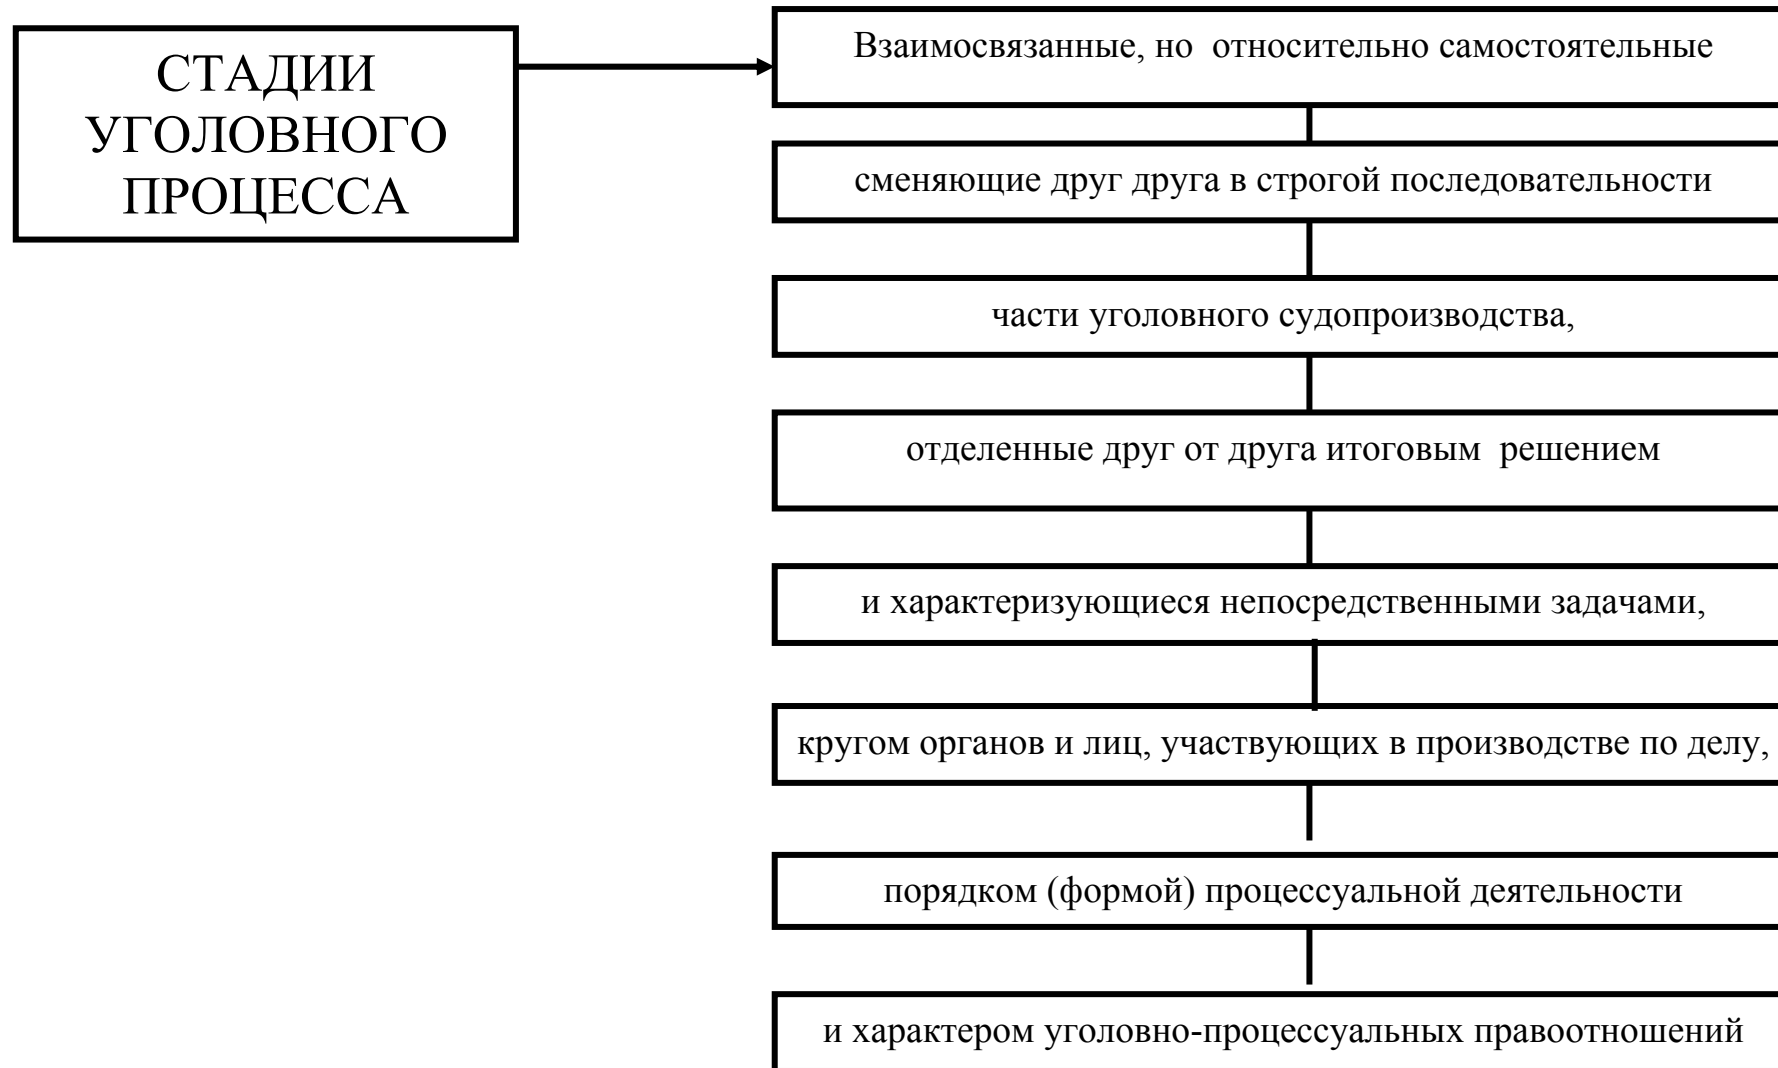 СТАДИИ
УГОЛОВНОГО
ПРОЦЕССА
Взаимосвязанные, но относительно самостоятельные
сменяющие друг друга в строгой последовательности
части уголовного судопроизводства,
отделенные друг от друга итоговым решением
и характеризующиеся непосредственными задачами,
кругом органов и лиц, участвующих в производстве по делу,
порядком (формой) процессуальной деятельности
и характером уголовно-процессуальных правоотношений